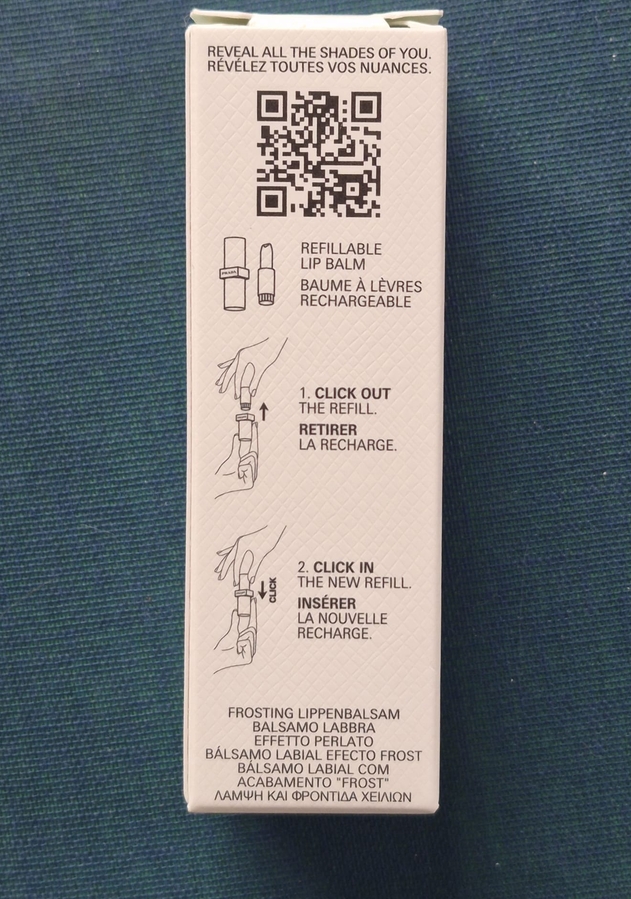 REVEAL ALL THE SHADES OF YOU.
RÉVÉLEZ TOUTES VOS NUANCES.
PRADA
REFILLABLE
LIP BALM
BAUME À LÈVRES
RECHARGEABLE
1. CLICK OUT
THE REFILL.
RETIRER
LA RECHARGE.
2. CLICK IN
THE NEW REFILL.
CLICK
INSÉRER
LA NOUVELLE
RECHARGE.
FROSTING LIPPENBALSAM
BALSAMO LABBRA
EFFETTO PERLATO
BÁLSAMO LABIAL EFECTO FROST
BÁLSAMO LABIAL COM
ACABAMENTO "FROST"
ΛΑΜΨΗ ΚΑΙ ΦΡΟΝΤΙΔΑ ΧΕΙΛΙΩΝ